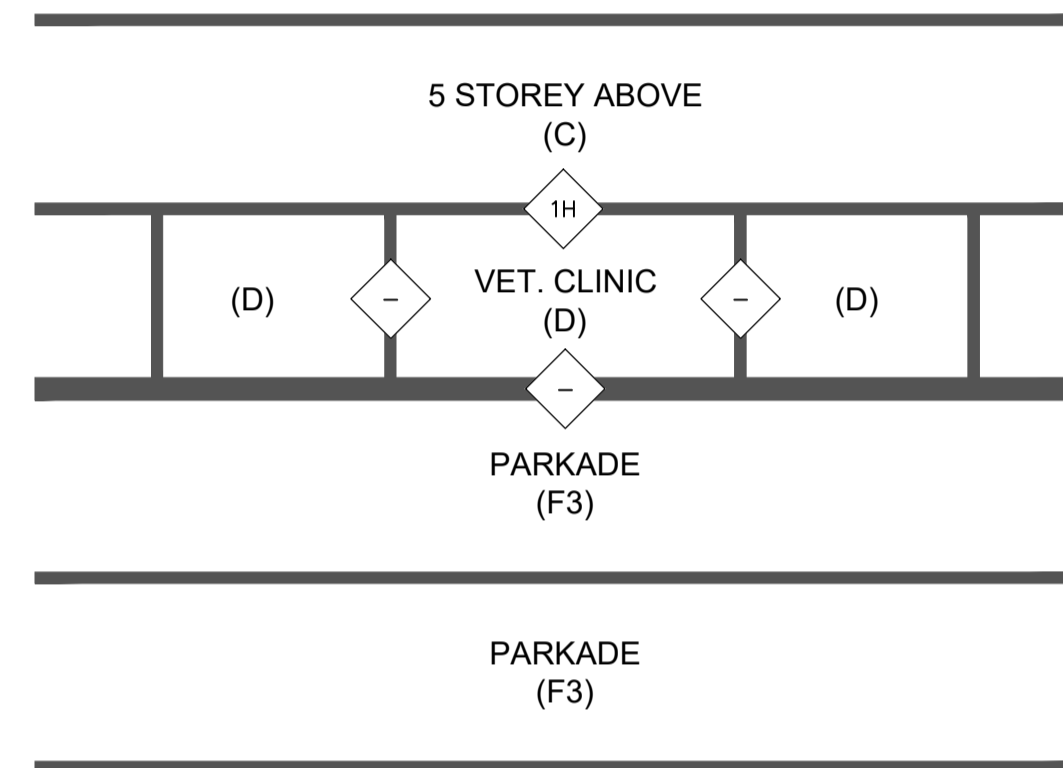 5 STOREY ABOVE
(C)
1H
VET. CLINIC
(D)
(D)
–
–
(D)
–
PARKADE
(F3)
PARKADE
(F3)